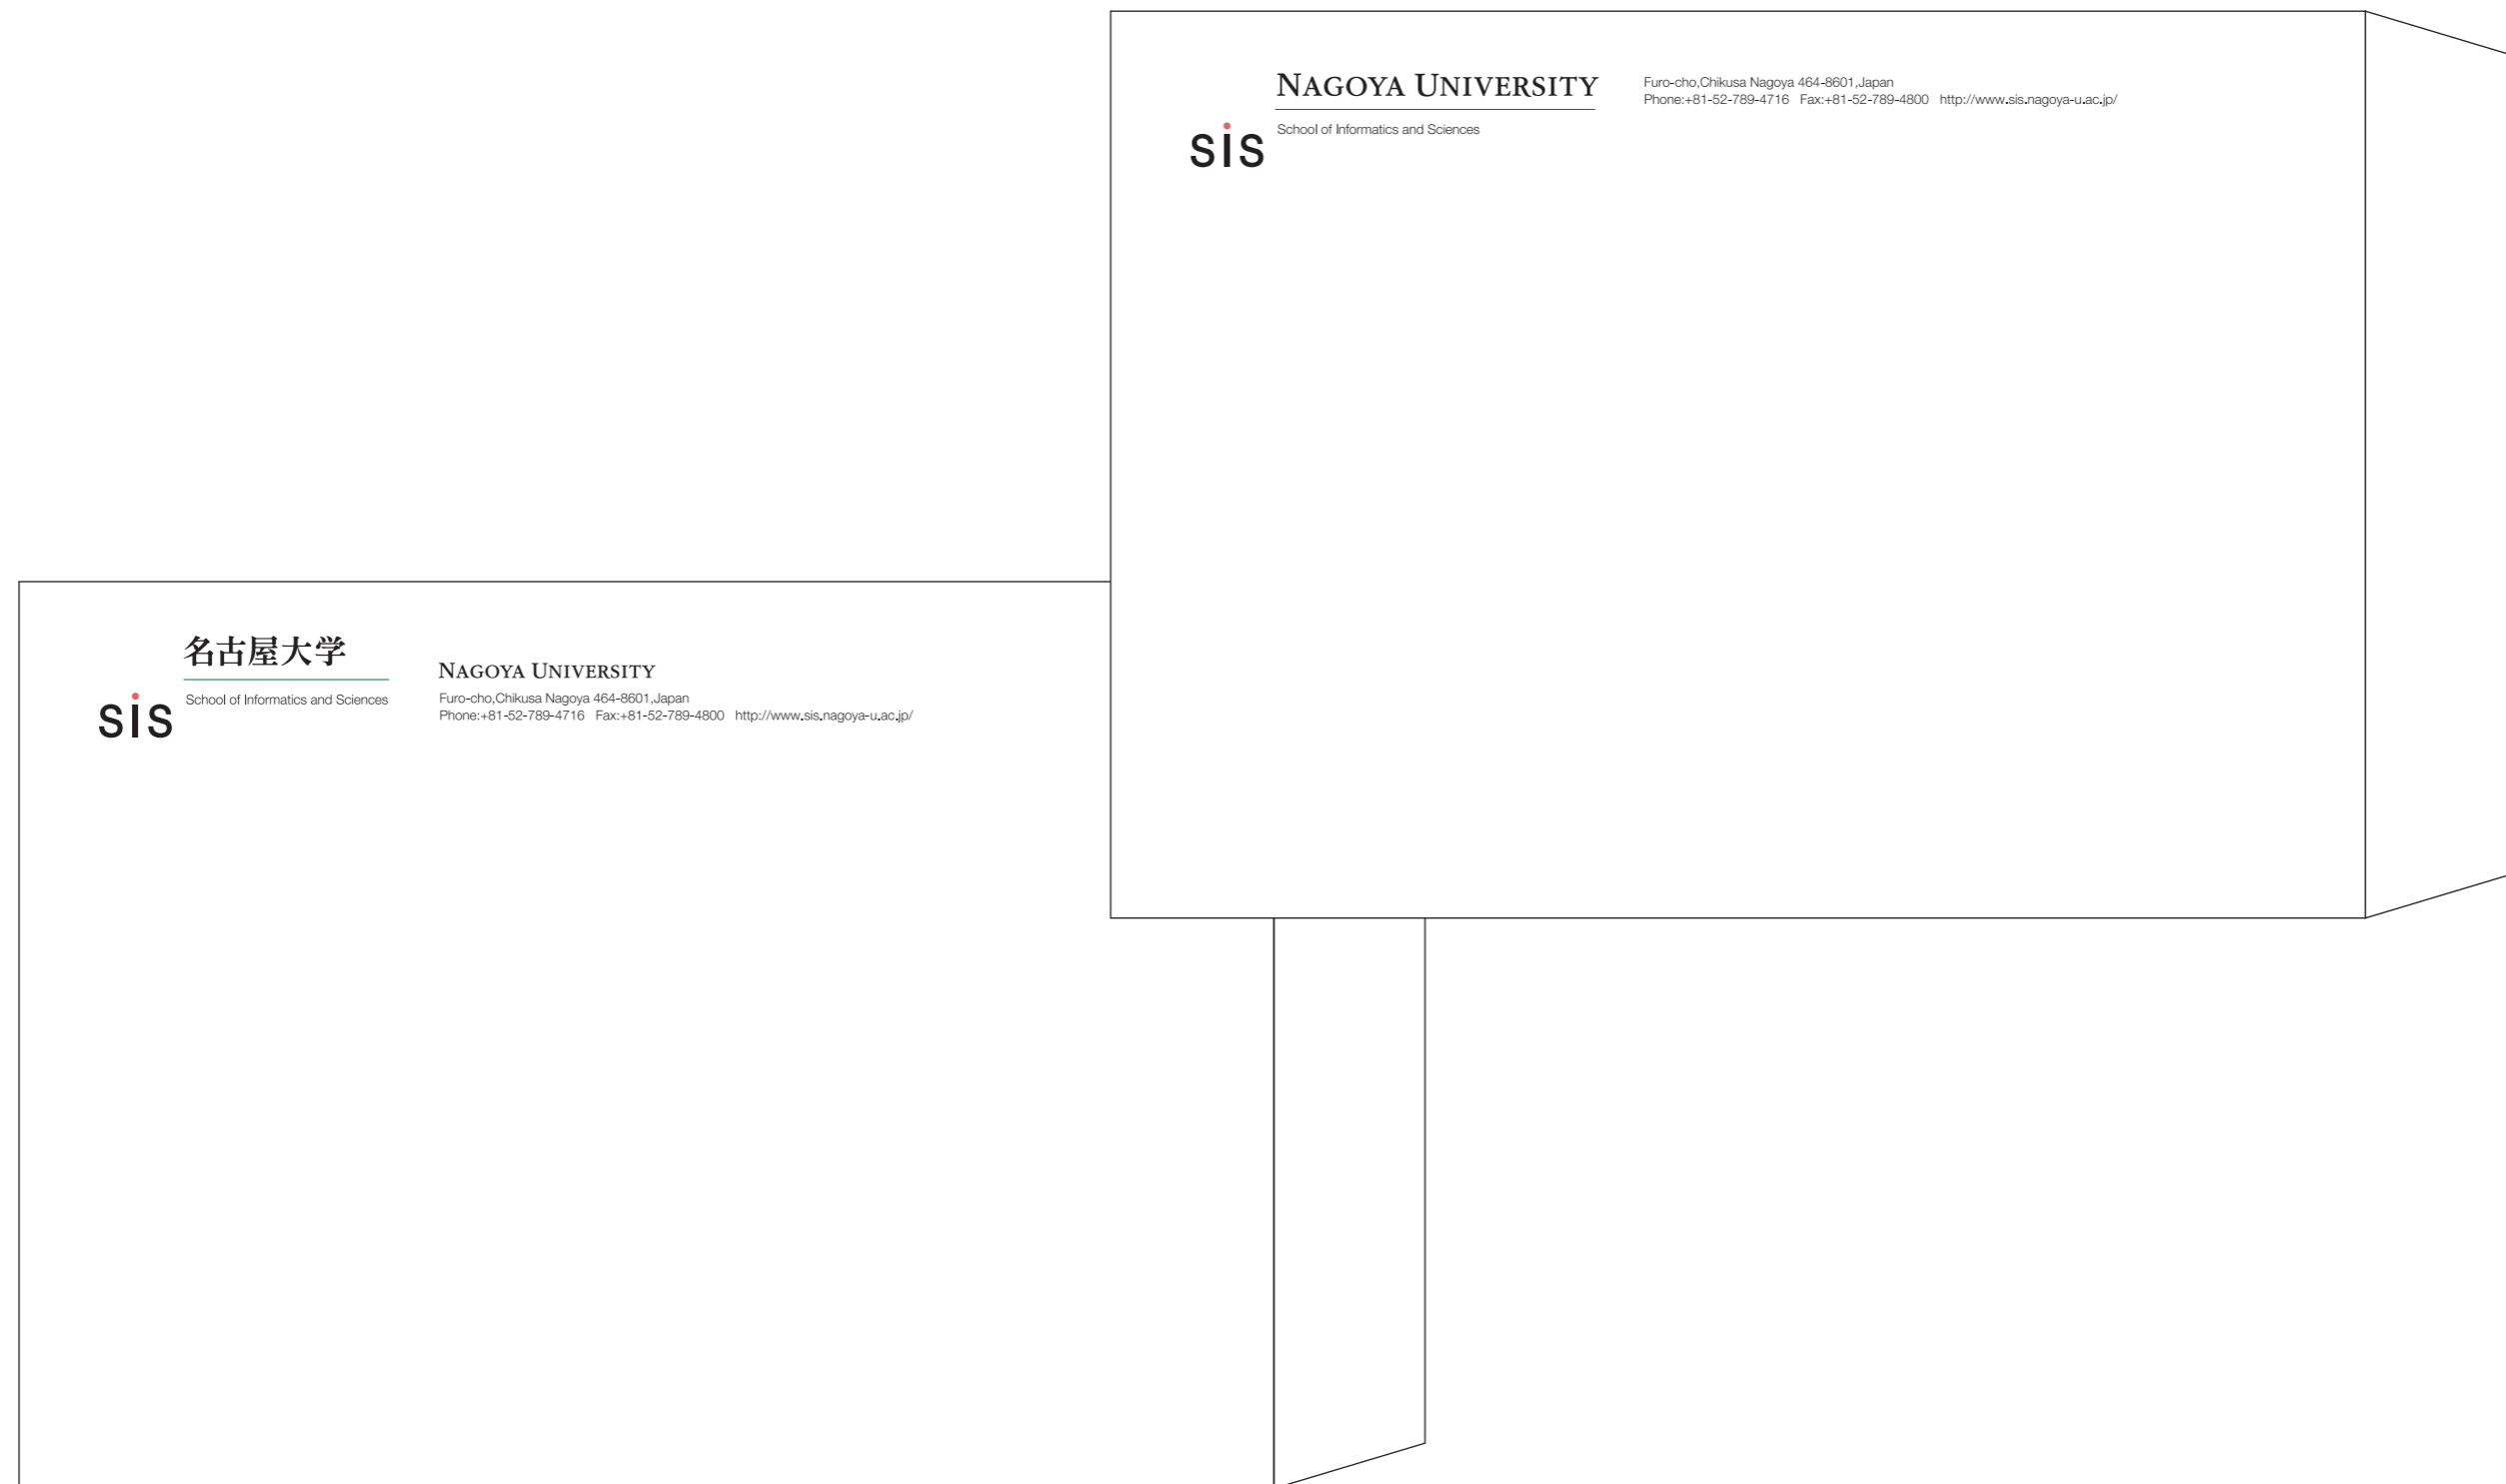 NAGOYA UNIVERSITY
Furo-cho,Chikusa Nagoya 464-8601,Japan
Phone:+81-52-789-4716 Fax:+81-52-789-4800 http://www.sis.nagoya-u.ac.jp/
School of Informatics and Sciences
sis
名古屋大学
NAGOYA UNIVERSITY
School of Informatics and Sciences
Furo-cho,Chikusa Nagoya 464-8601,Japan
Phone:+81-52-789-4716 Fax:+81-52-789-4800 http://www.sis.nagoya-u.ac.jp/
sis